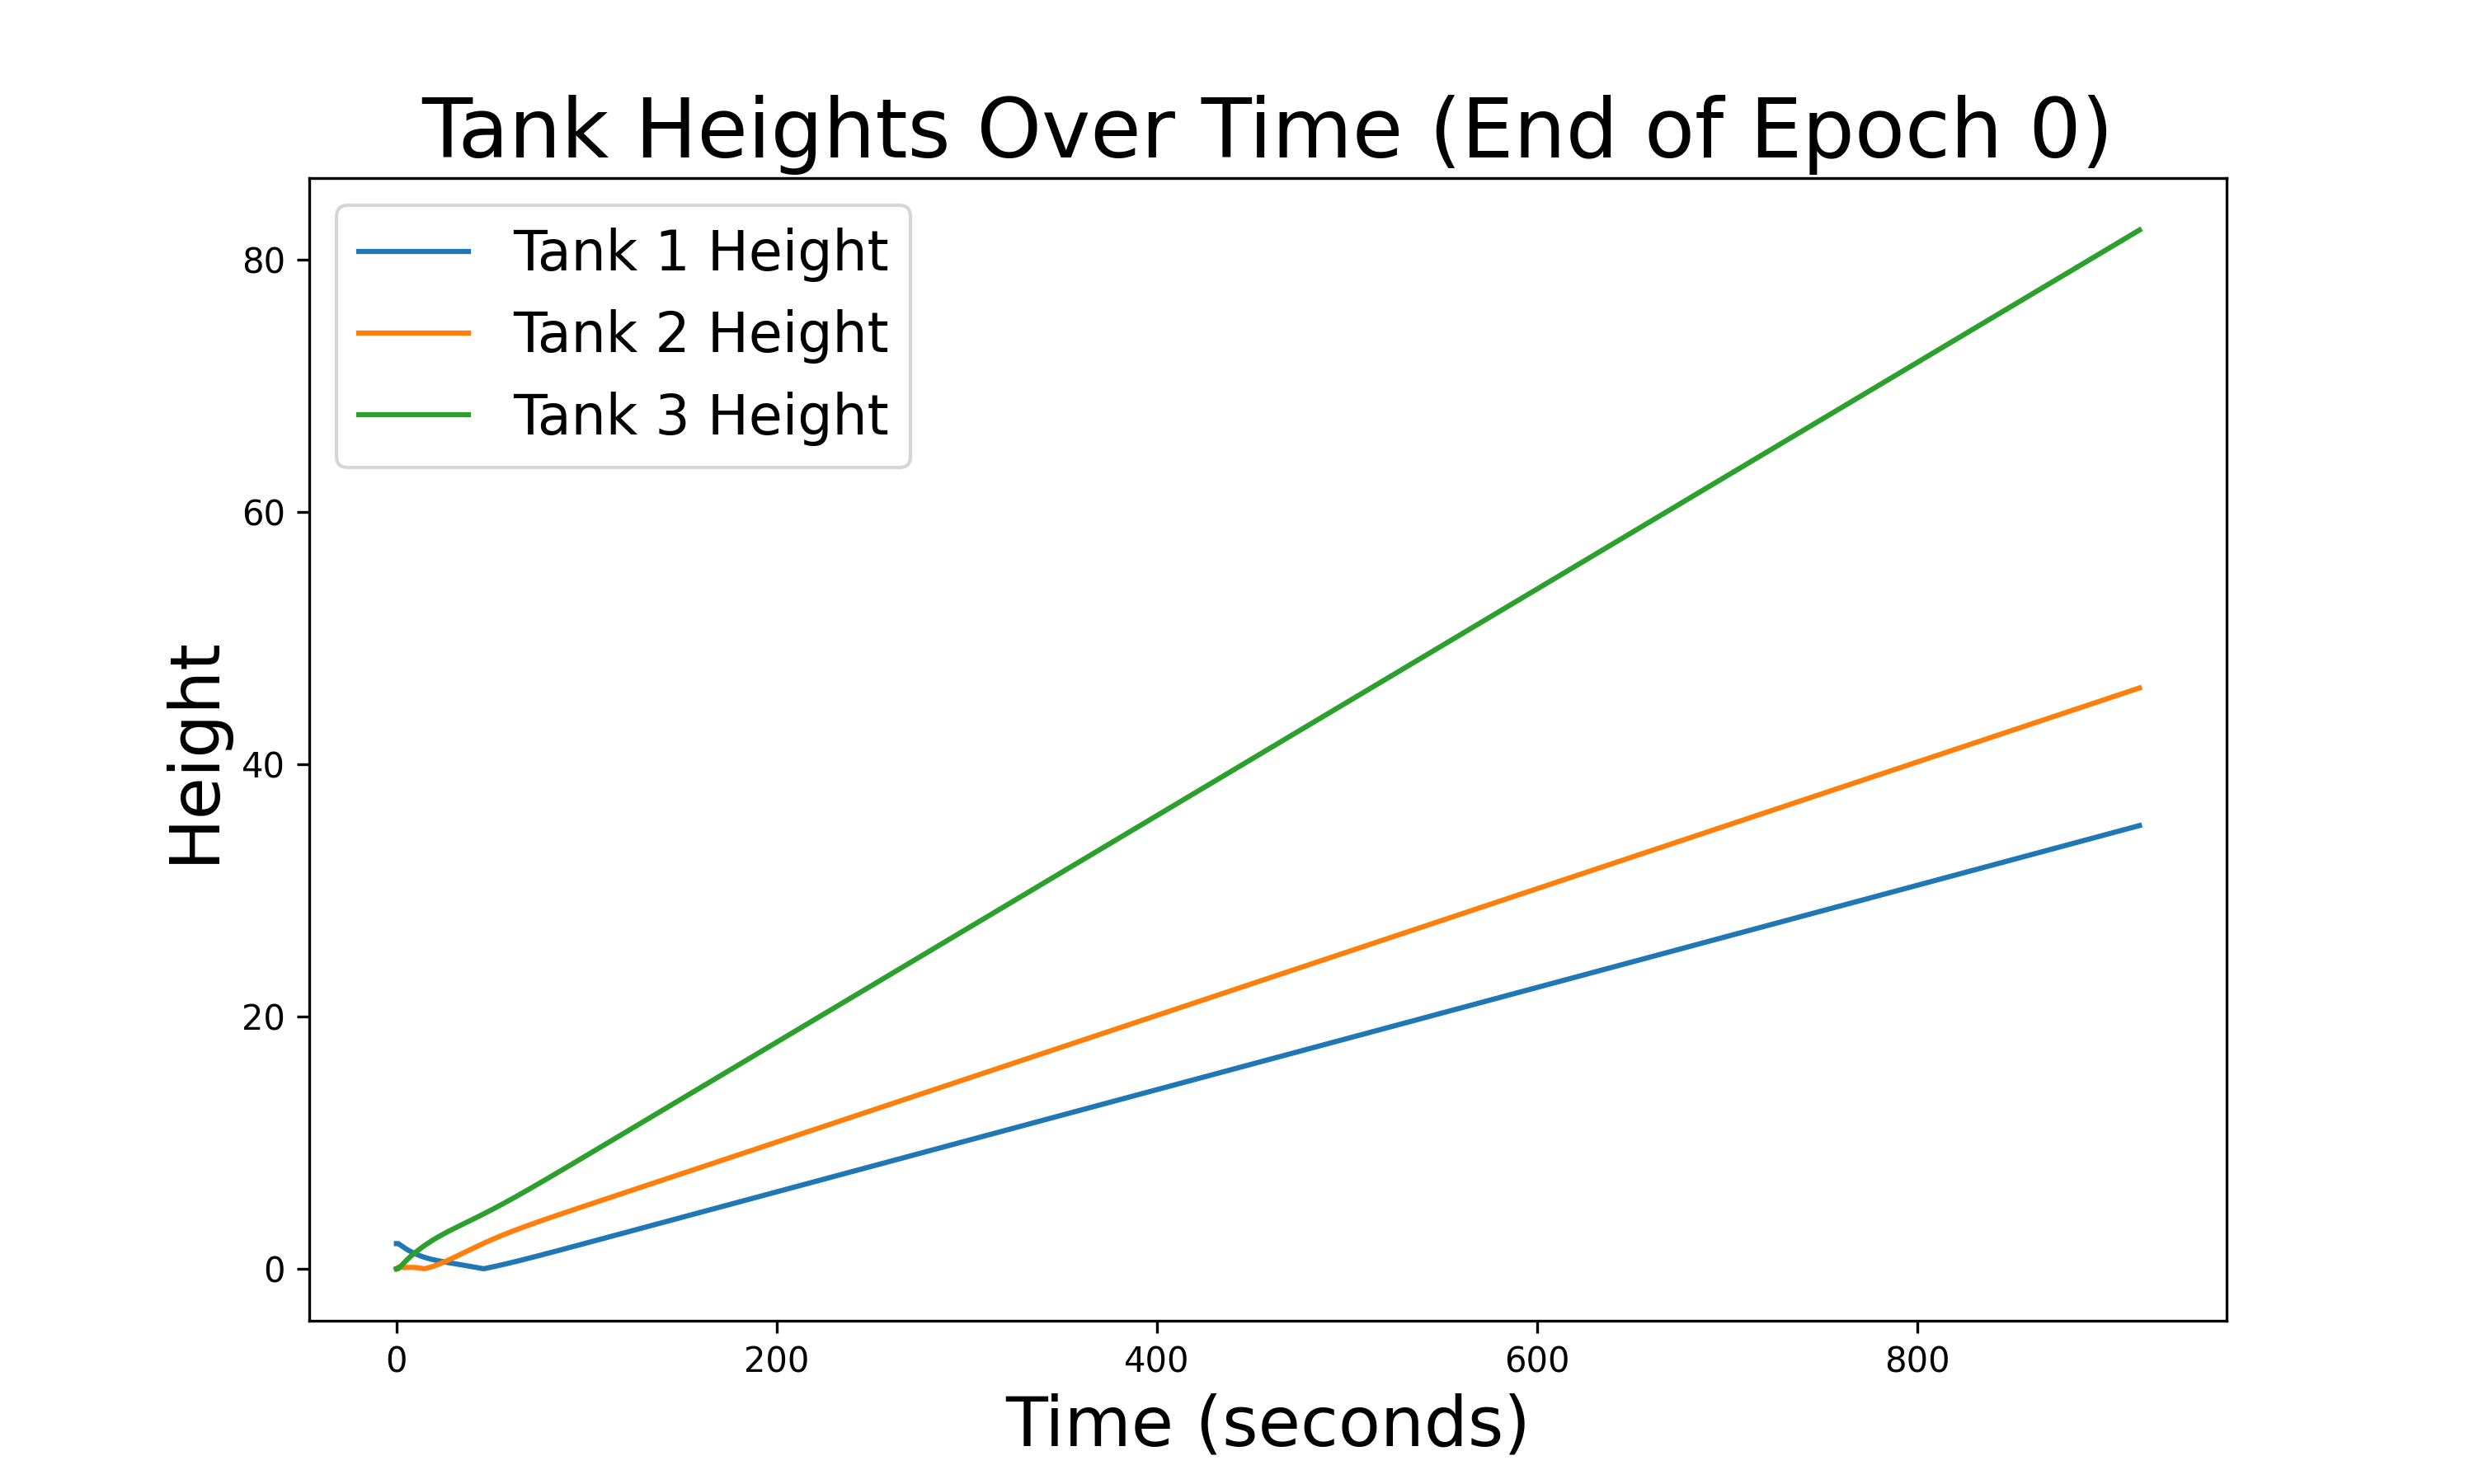 Tank Heights Over Time (End of Epoch 0)
Tank 1 Height
Tank 2 Height
Tank 3 Height
Height
80
60
40
20
0
0 200 400 600 800
Time (seconds)